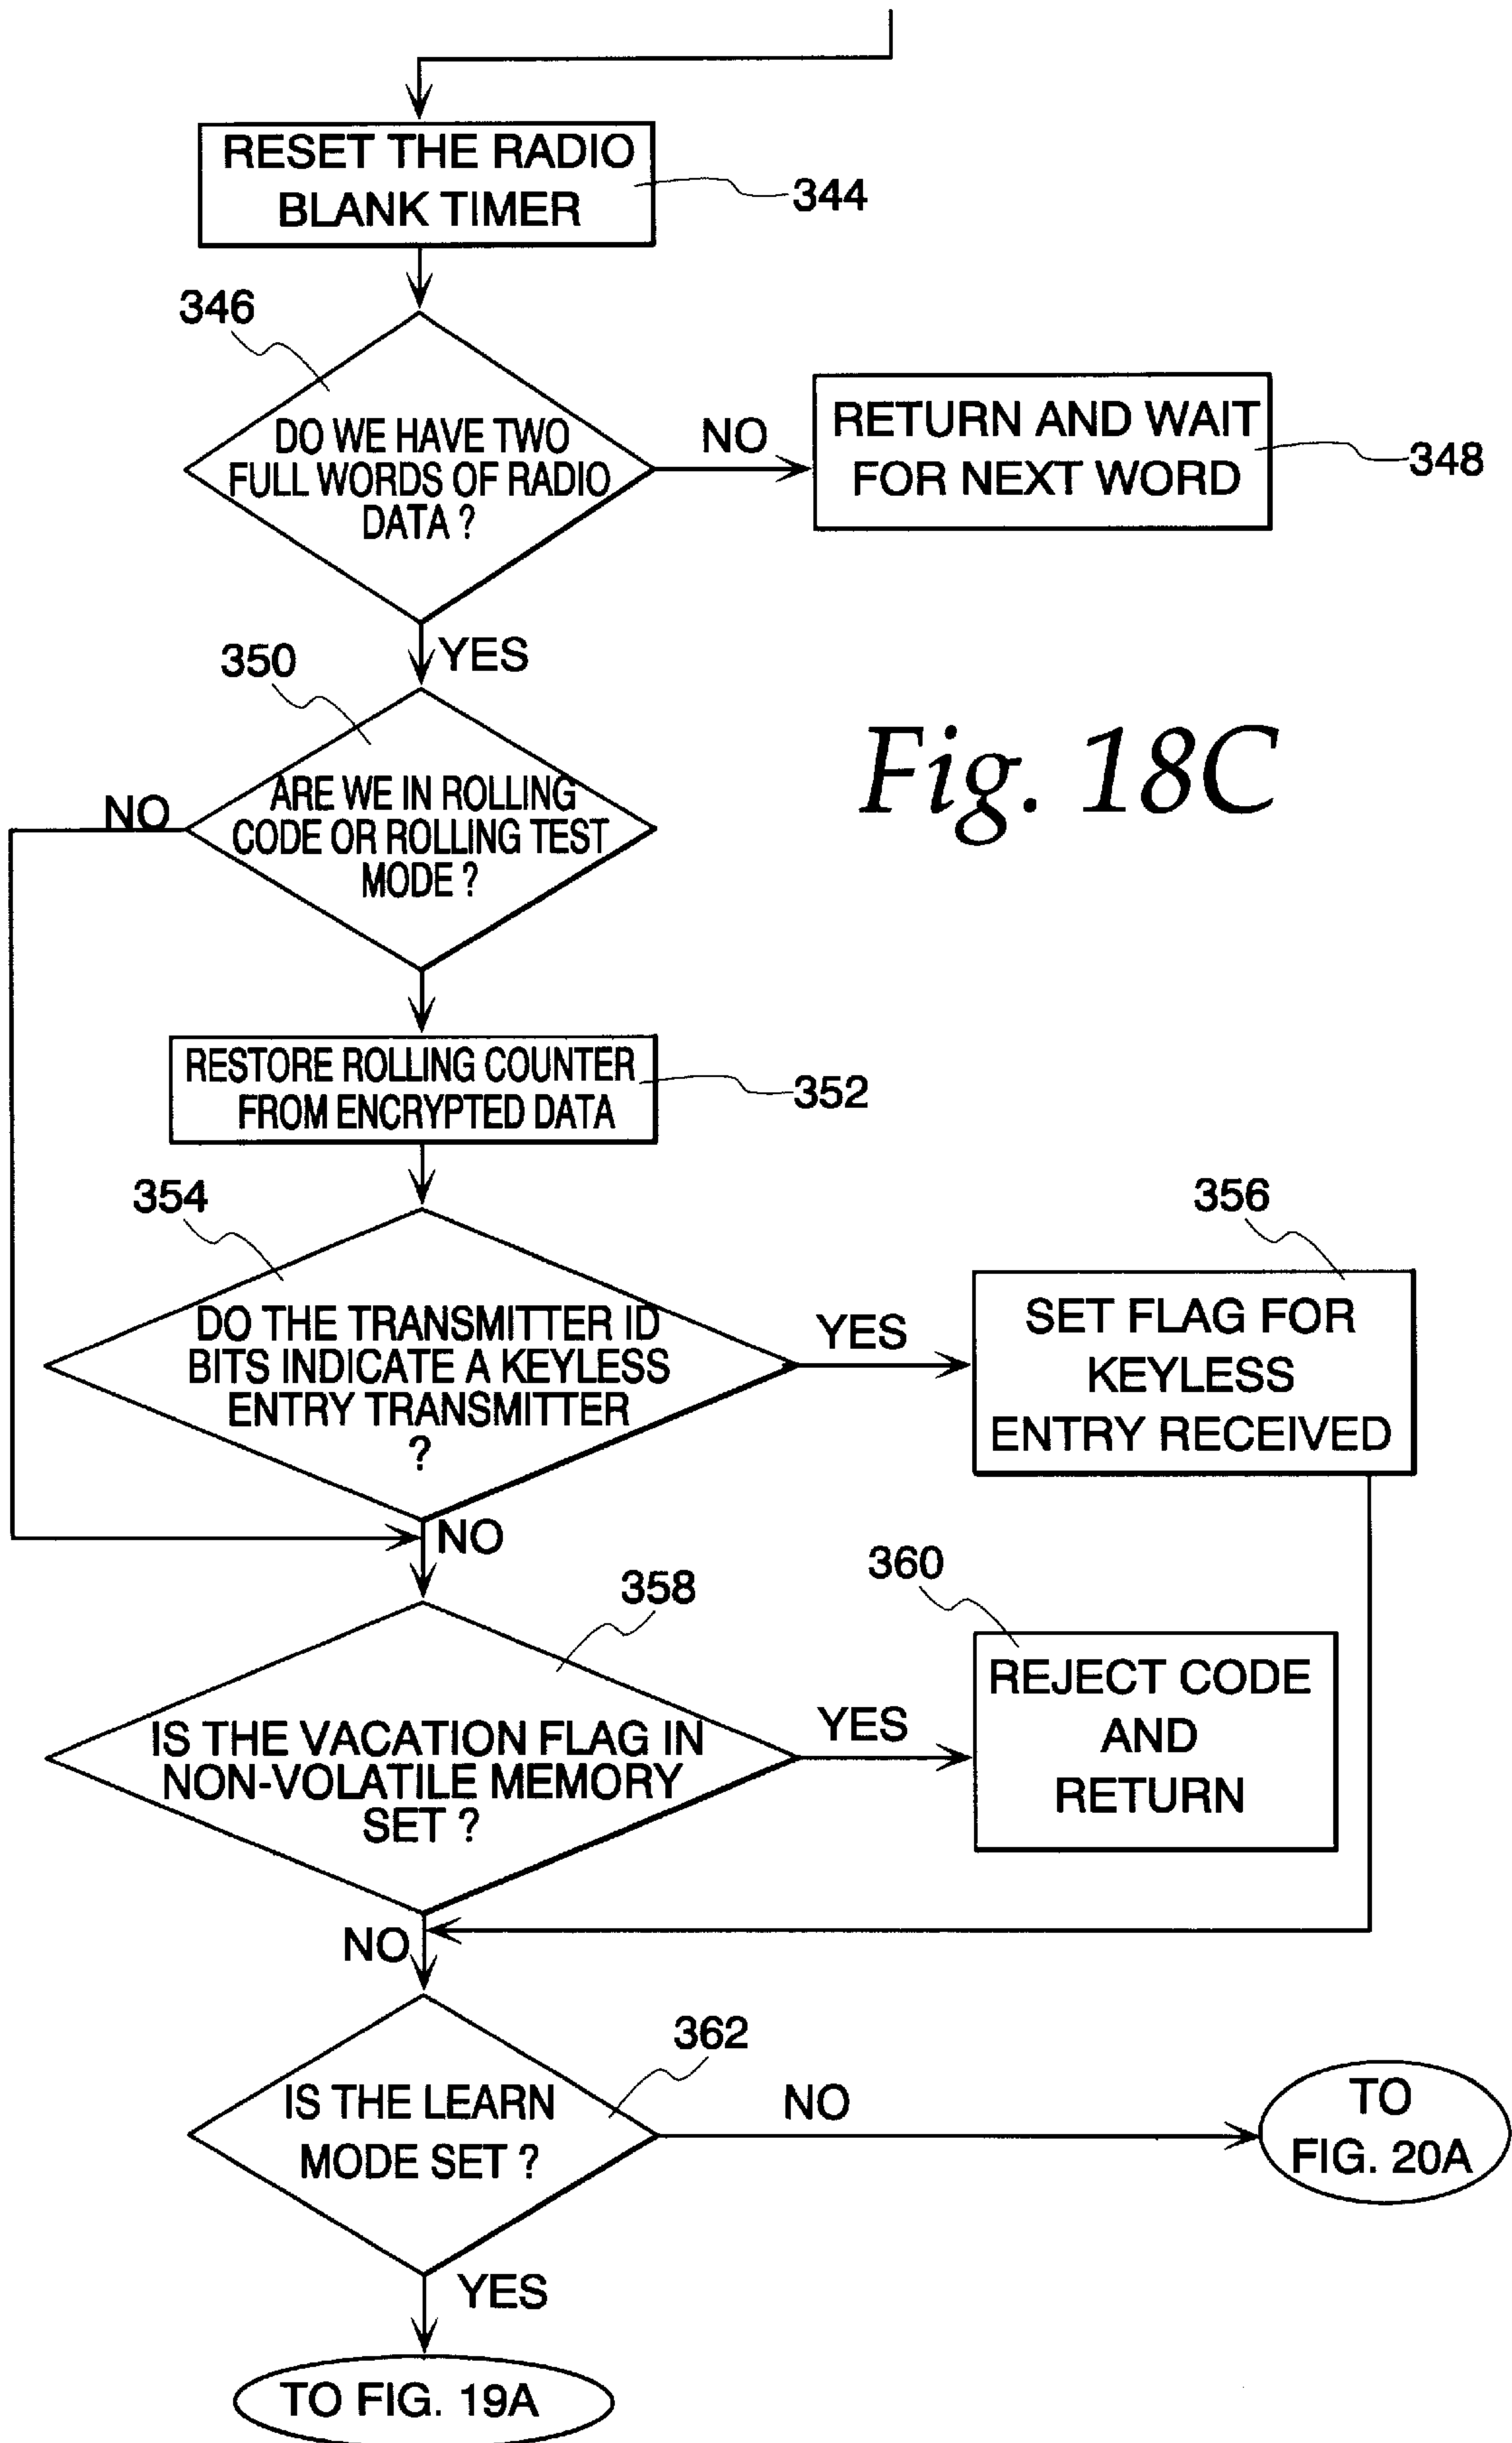 RESET THE RADIO
BLANK TIMER
344
346
DO WE HAVE TWO
FULL WORDS OF RADIO
DATA ?
NO
RETURN AND WAIT
FOR NEXT WORD
348
YES
350
Fig. 18C
NO
ARE WE IN ROLLING
CODE OR ROLLING TEST
MODE ?
RESTORE ROLLING COUNTER
FROM ENCRYPTED DATA
352
354
DO THE TRANSMITTER ID
BITS INDICATE A KEYLESS
ENTRY TRANSMITTER
?
YES
356
SET FLAG FOR
KEYLESS
ENTRY RECEIVED
NO
358
IS THE VACATION FLAG IN
NON-VOLATILE MEMORY
SET ?
YES
360
REJECT CODE
AND
RETURN
NO
362
IS THE LEARN
MODE SET ?
NO
TO
FIG. 20A
YES
TO FIG. 19A